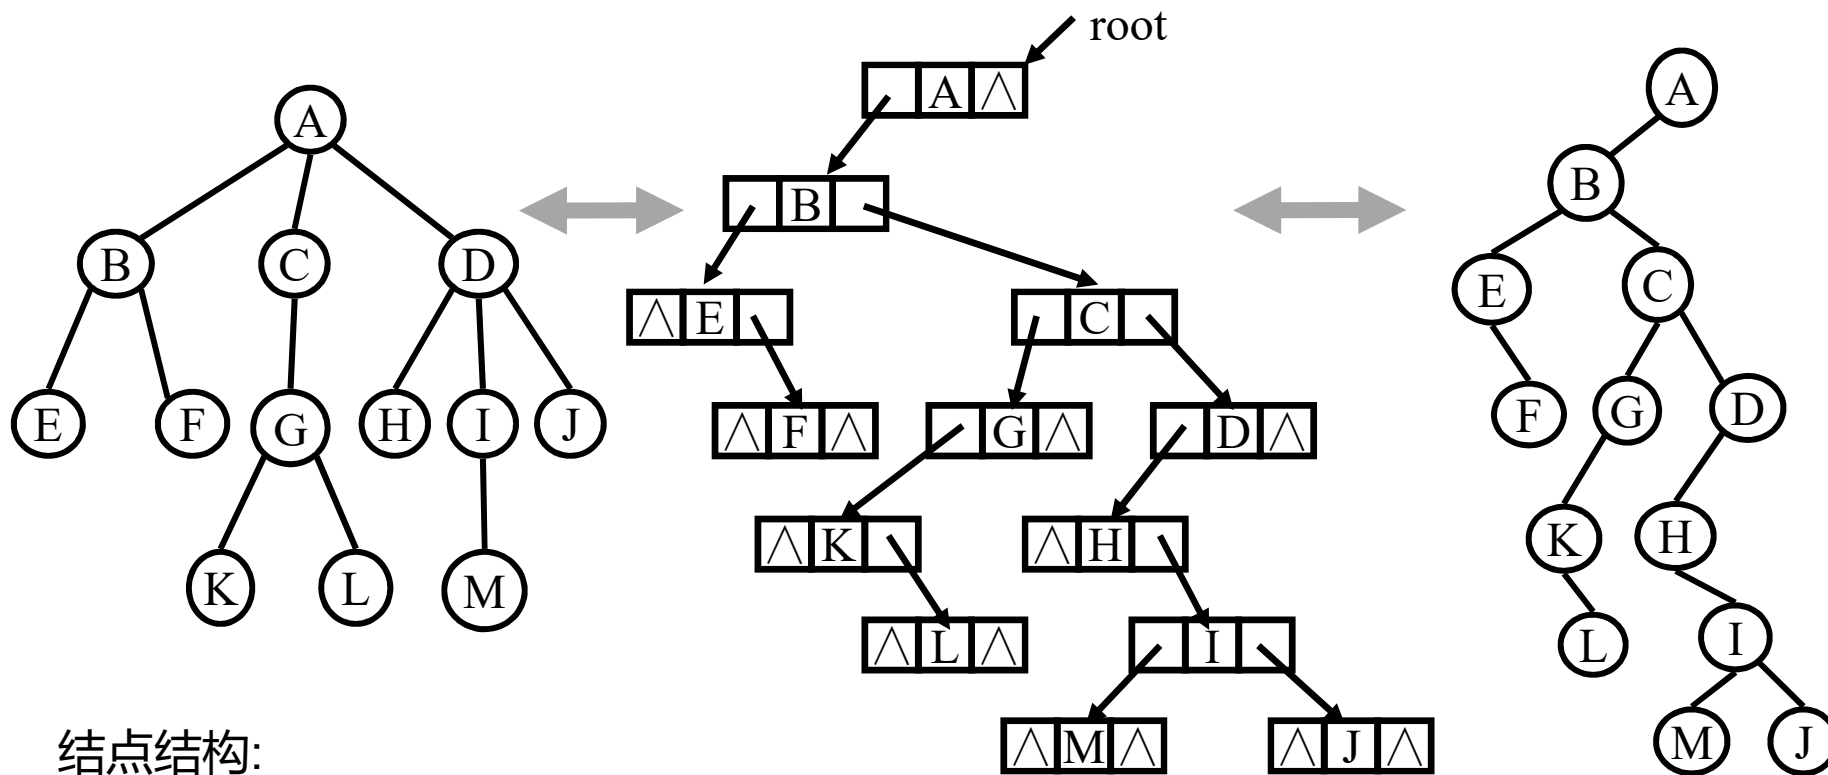 root
A
B C D
E F G H I J
K L M
∧ A ∧
B
∧ E
C
∧ F ∧
G ∧
D ∧
∧ K
∧ H
∧ L ∧
I
∧ M ∧
∧ J ∧
A
B
E C
F G D
K H
L I
M J
结点结构: